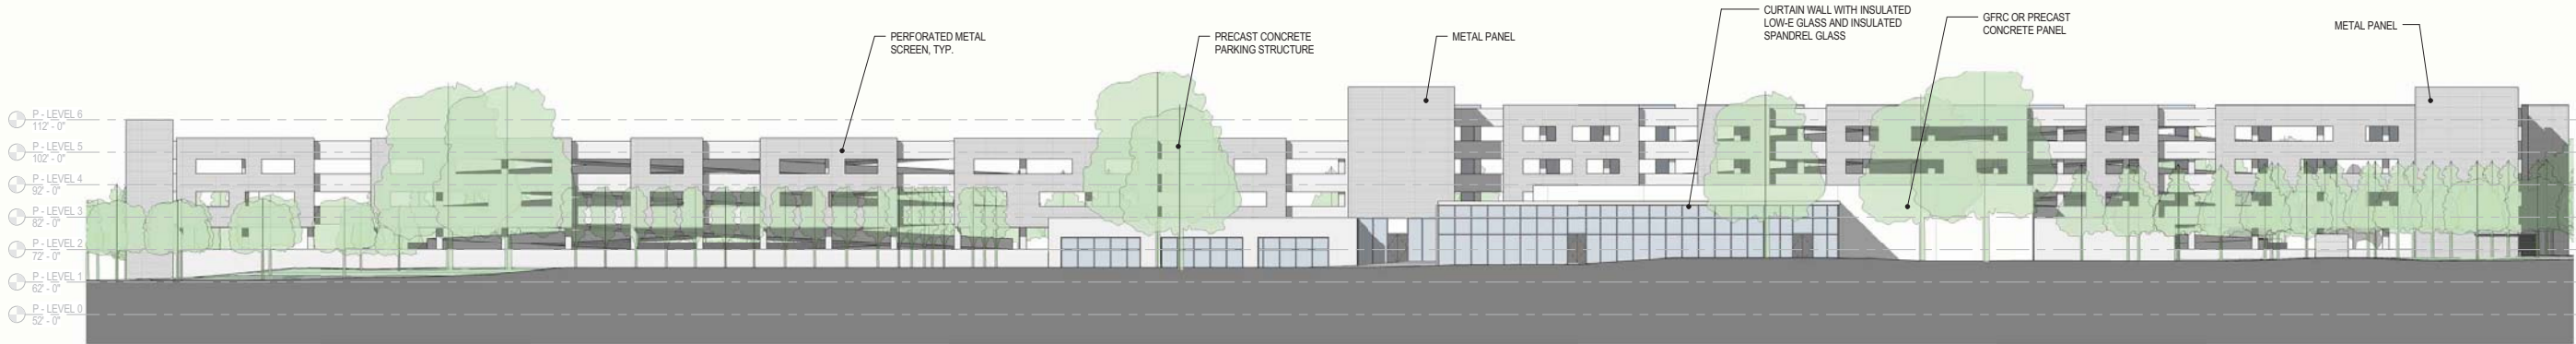 PERFORATED METAL
SCREEN, TYP.
PRECAST CONCRETE
PARKING STRUCTURE
METAL PANEL
CURTAIN WALL WITH INSULATED
LOW-E GLASS AND INSULATED
SPANDREL GLASS
GFRC OR PRECAST
CONCRETE PANEL
METAL PANEL
P - LEVEL 6
112' - 0"
P - LEVEL 5
102' - 0"
P - LEVEL 4
92' - 0"
P - LEVEL 3
82' - 0"
P - LEVEL 2
72' - 0"
P - LEVEL 1
62' - 0"
P - LEVEL 0
52' - 0"